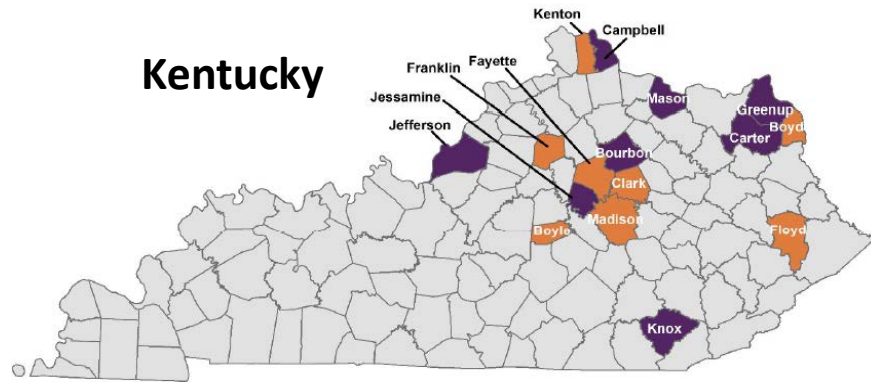 Kentucky
Kenton
Campbell
Franklin
Fayette
Jessamine
Jefferson
Mason
Greenup
Boyd
Carter
Bourbon
Clark
Madison
Boyle
Floyd
Knox